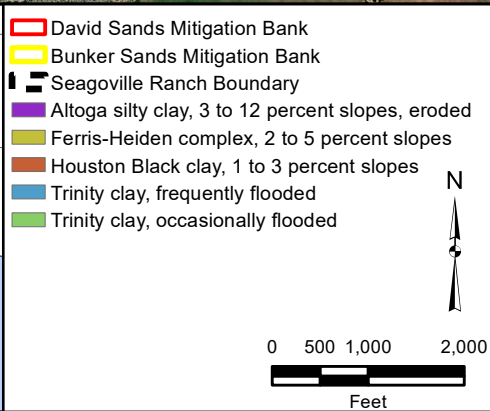 David Sands Mitigation Bank
Bunker Sands Mitigation Bank
Seagoville Ranch Boundary
Altoga silty clay, 3 to 12 percent slopes, eroded
Ferris-Heiden complex, 2 to 5 percent slopes
Houston Black clay, 1 to 3 percent slopes
Trinity clay, frequently flooded
Trinity clay, occasionally flooded
N
0 500 1,000 2,000
Feet